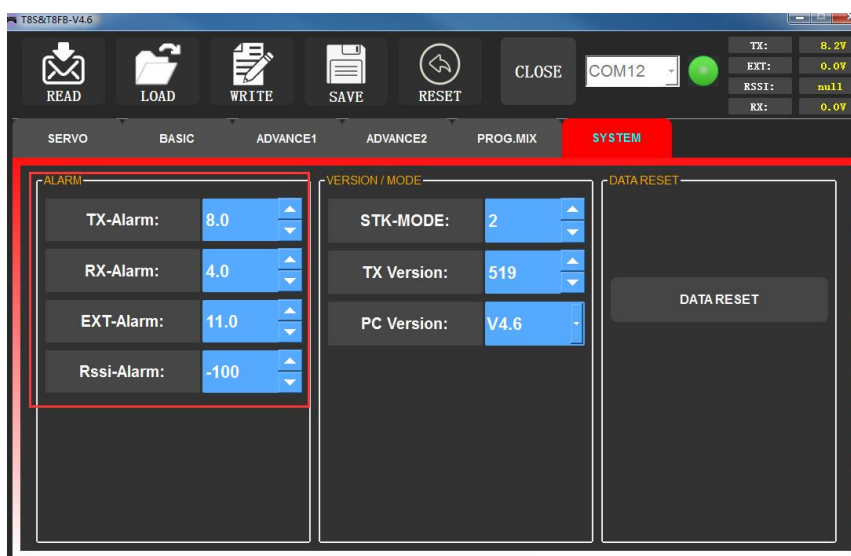 T8S&T8FB-V4.6
READ
LOAD
WRITE
SAVE
RESET
CLOSE
COM12
TX: 8.2V
EXT: 0.0V
RSSI: null
RX: 0.0V
SERVO
BASIC
ADVANCE1
ADVANCE2
PROG.MIX
SYSTEM
ALARM
TX-Alarm: 8.0
RX-Alarm: 4.0
EXT-Alarm: 11.0
Rssi-Alarm: -100
VERSION / MODE
STK-MODE: 2
TX Version: 519
PC Version: V4.6
DATA RESET
DATA RESET